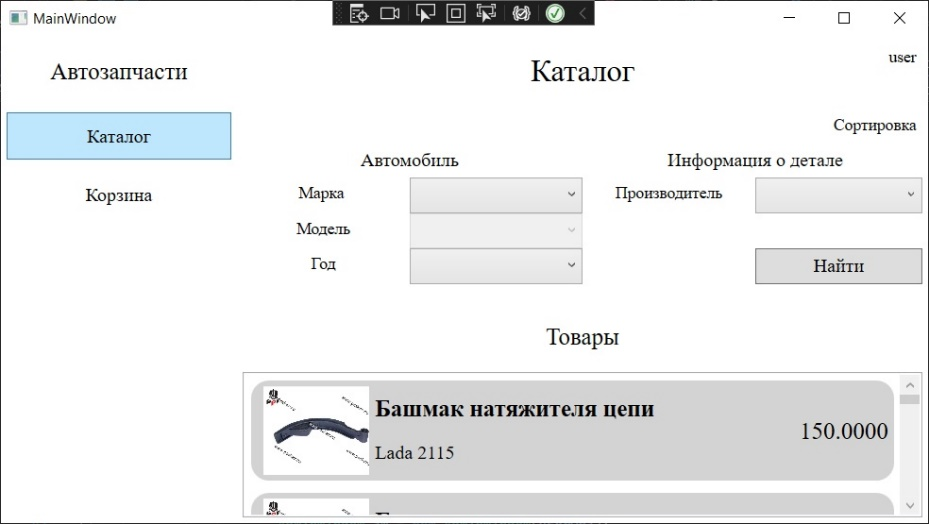 MainWindow
Автозапчасти
Каталог
user
Каталог
Сортировка
Корзина
Автомобиль
Информация о детале
Марка
Производитель
Модель
Год
Найти
Товары
Башмак натяжителя цепи
150.0000
Lada 2115